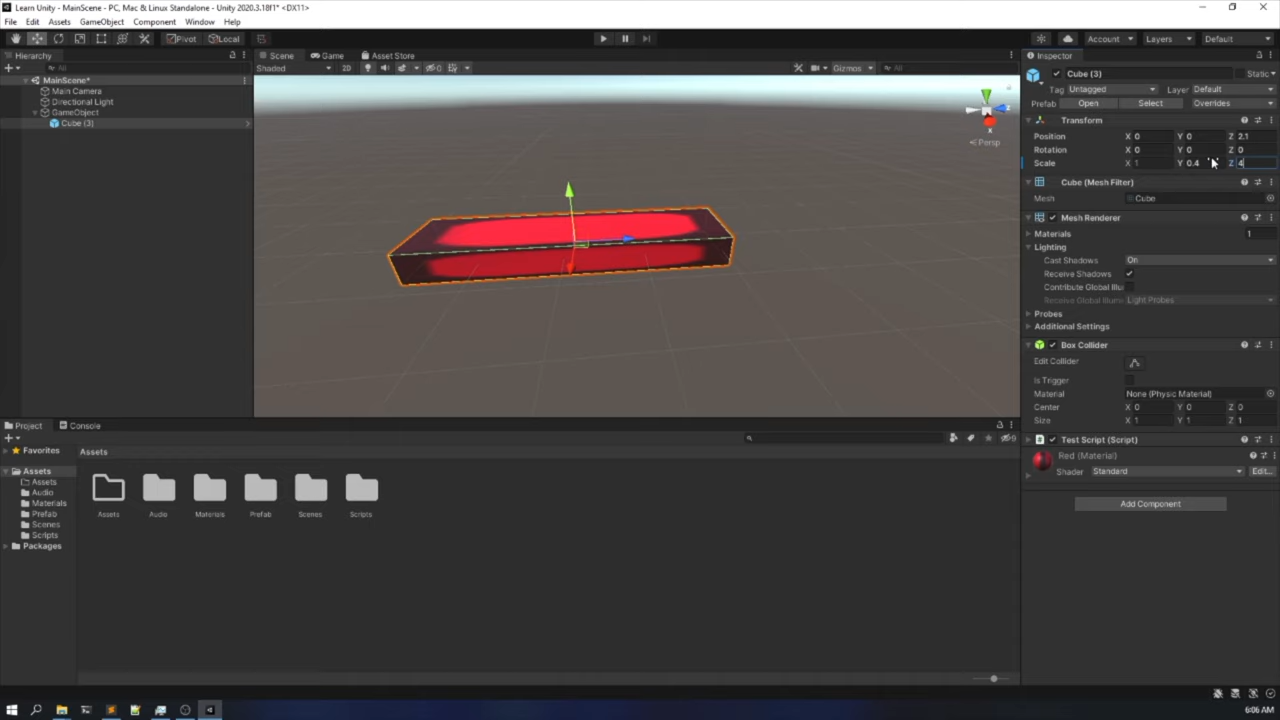 Learn Unity - MainScene - PC, Mac & Linux Standalone - Unity 2020.3.18f1* <DX11>
File Edit Assets GameObject Component Window Help
Pivot Local Account Layers Default
Hierarchy
All
MainScene*
Main Camera
Directional Light
GameObject
Cube (3)
Scene Game Asset Store
Shaded 2D 0 Gizmos All
x
Persp
Inspector
Cube (3) Static
Tag Untagged Layer Default
Prefab Open Select Overrides
Transform
Position X 0 Y 0 Z 2.1
Rotation X 0 Y 0 Z 0
Scale X 1 Y 0.4 Z 4
Cube (Mesh Filter)
Mesh Cube
Mesh Renderer
Materials 1
Lighting
Cast Shadows On
Receive Shadows
Contribute Global Illu
Receive Global Illumi Light Probes
Probes
Additional Settings
Box Collider
Edit Collider
Is Trigger
Material None (Physic Material)
Center X 0 Y 0 Z 0
Size X 1 Y 1 Z 1
Test Script (Script)
Red (Material)
Shader Standard Edit...
Add Component
Project Console
Favorites
Assets
Assets
Audio
Materials
Prefab
Scenes
Scripts
Packages
Assets
Assets Audio Materials Prefab Scenes Scripts
6:06 AM